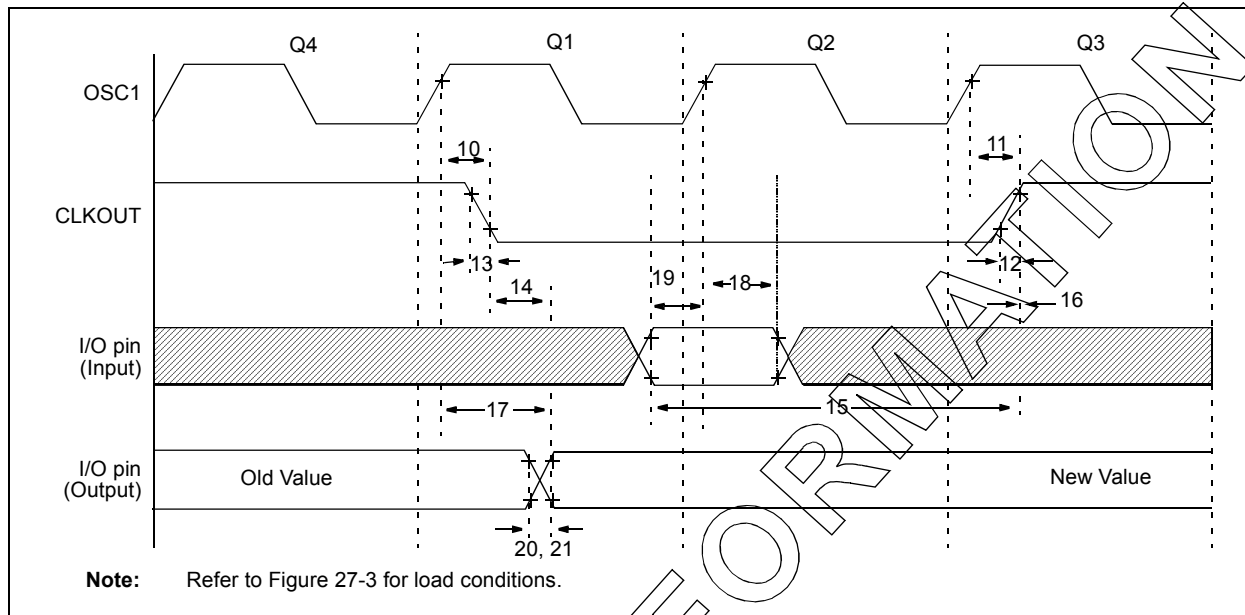 Q4 Q1 Q2 Q3
OSC1
10 11
CLKOUT
13 12
14 19 18 16
I/O pin
(Input)
17 15
I/O pin
(Output)
Old Value New Value
20, 21
Note: Refer to Figure 27-3 for load conditions.
FORMATION